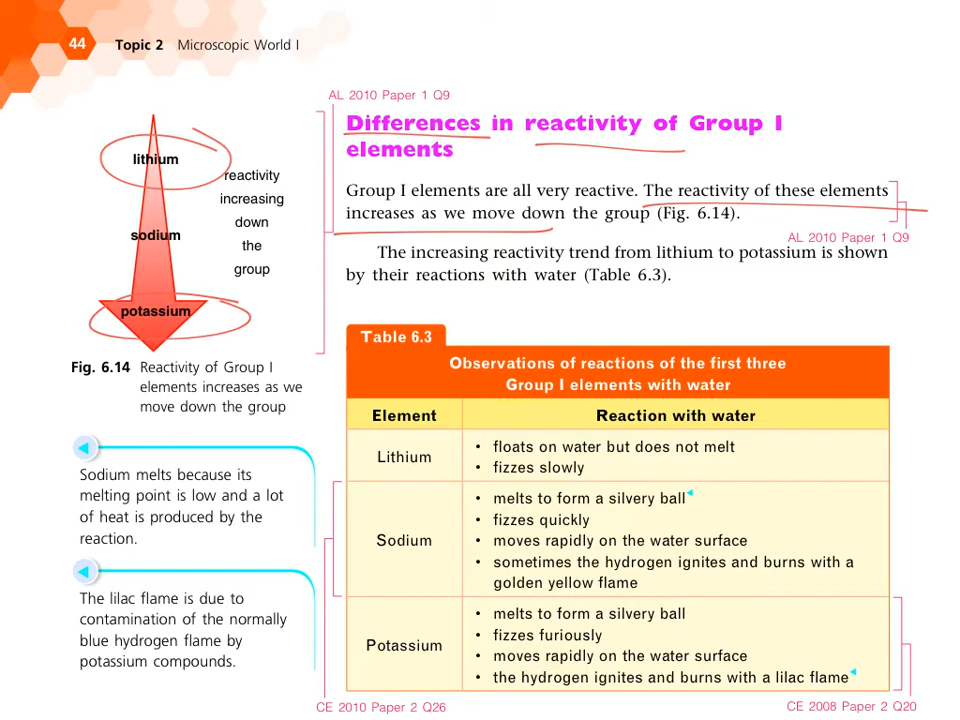 44 Topic 2 Microscopic World I
AL 2010 Paper 1 Q9
Differences in reactivity of Group I
elements
Group I elements are all very reactive. The reactivity of these elements
increases as we move down the group (Fig. 6.14).
AL 2010 Paper 1 Q9
The increasing reactivity trend from lithium to potassium is shown
by their reactions with water (Table 6.3).
lithium
sodium
potassium
reactivity
increasing
down
the
group
Fig. 6.14 Reactivity of Group I
elements increases as we
move down the group
Sodium melts because its
melting point is low and a lot
of heat is produced by the
reaction.
The lilac flame is due to
contamination of the normally
blue hydrogen flame by
potassium compounds.
Table 6.3
Observations of reactions of the first three
Group I elements with water
Element Reaction with water
Lithium
• floats on water but does not melt
• fizzes slowly
Sodium
• melts to form a silvery ball
• fizzes quickly
• moves rapidly on the water surface
• sometimes the hydrogen ignites and burns with a
golden yellow flame
Potassium
• melts to form a silvery ball
• fizzes furiously
• moves rapidly on the water surface
• the hydrogen ignites and burns with a lilac flame
CE 2010 Paper 2 Q26
CE 2008 Paper 2 Q20